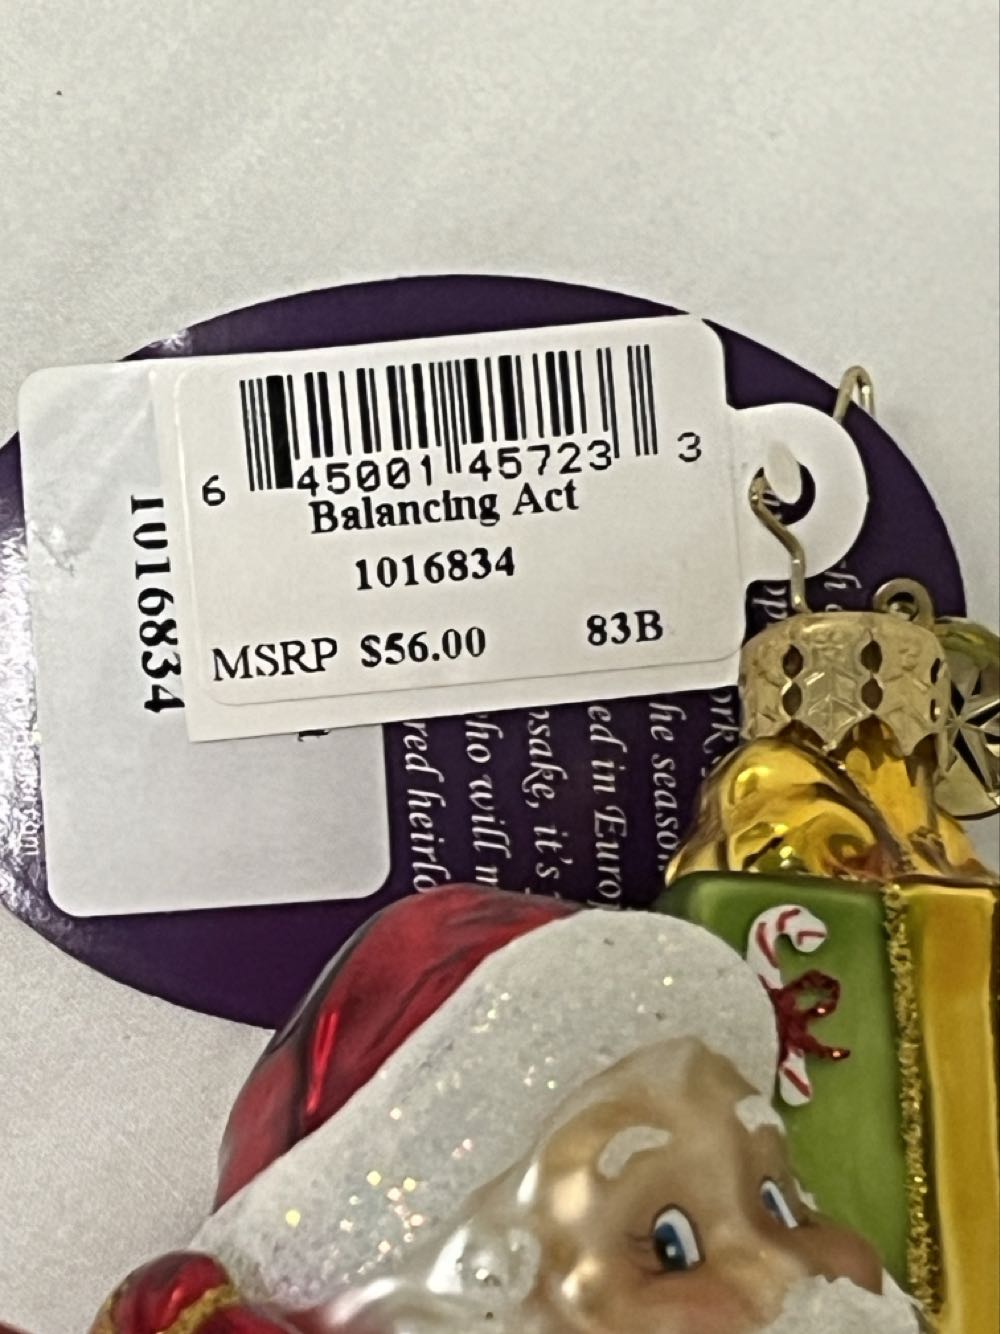 6 45001 45723 3
Balancing Act
1016834
MSRP $56.00 83B
1016834
he season
ed in Euro
sake, it's
ho will
red heirlo